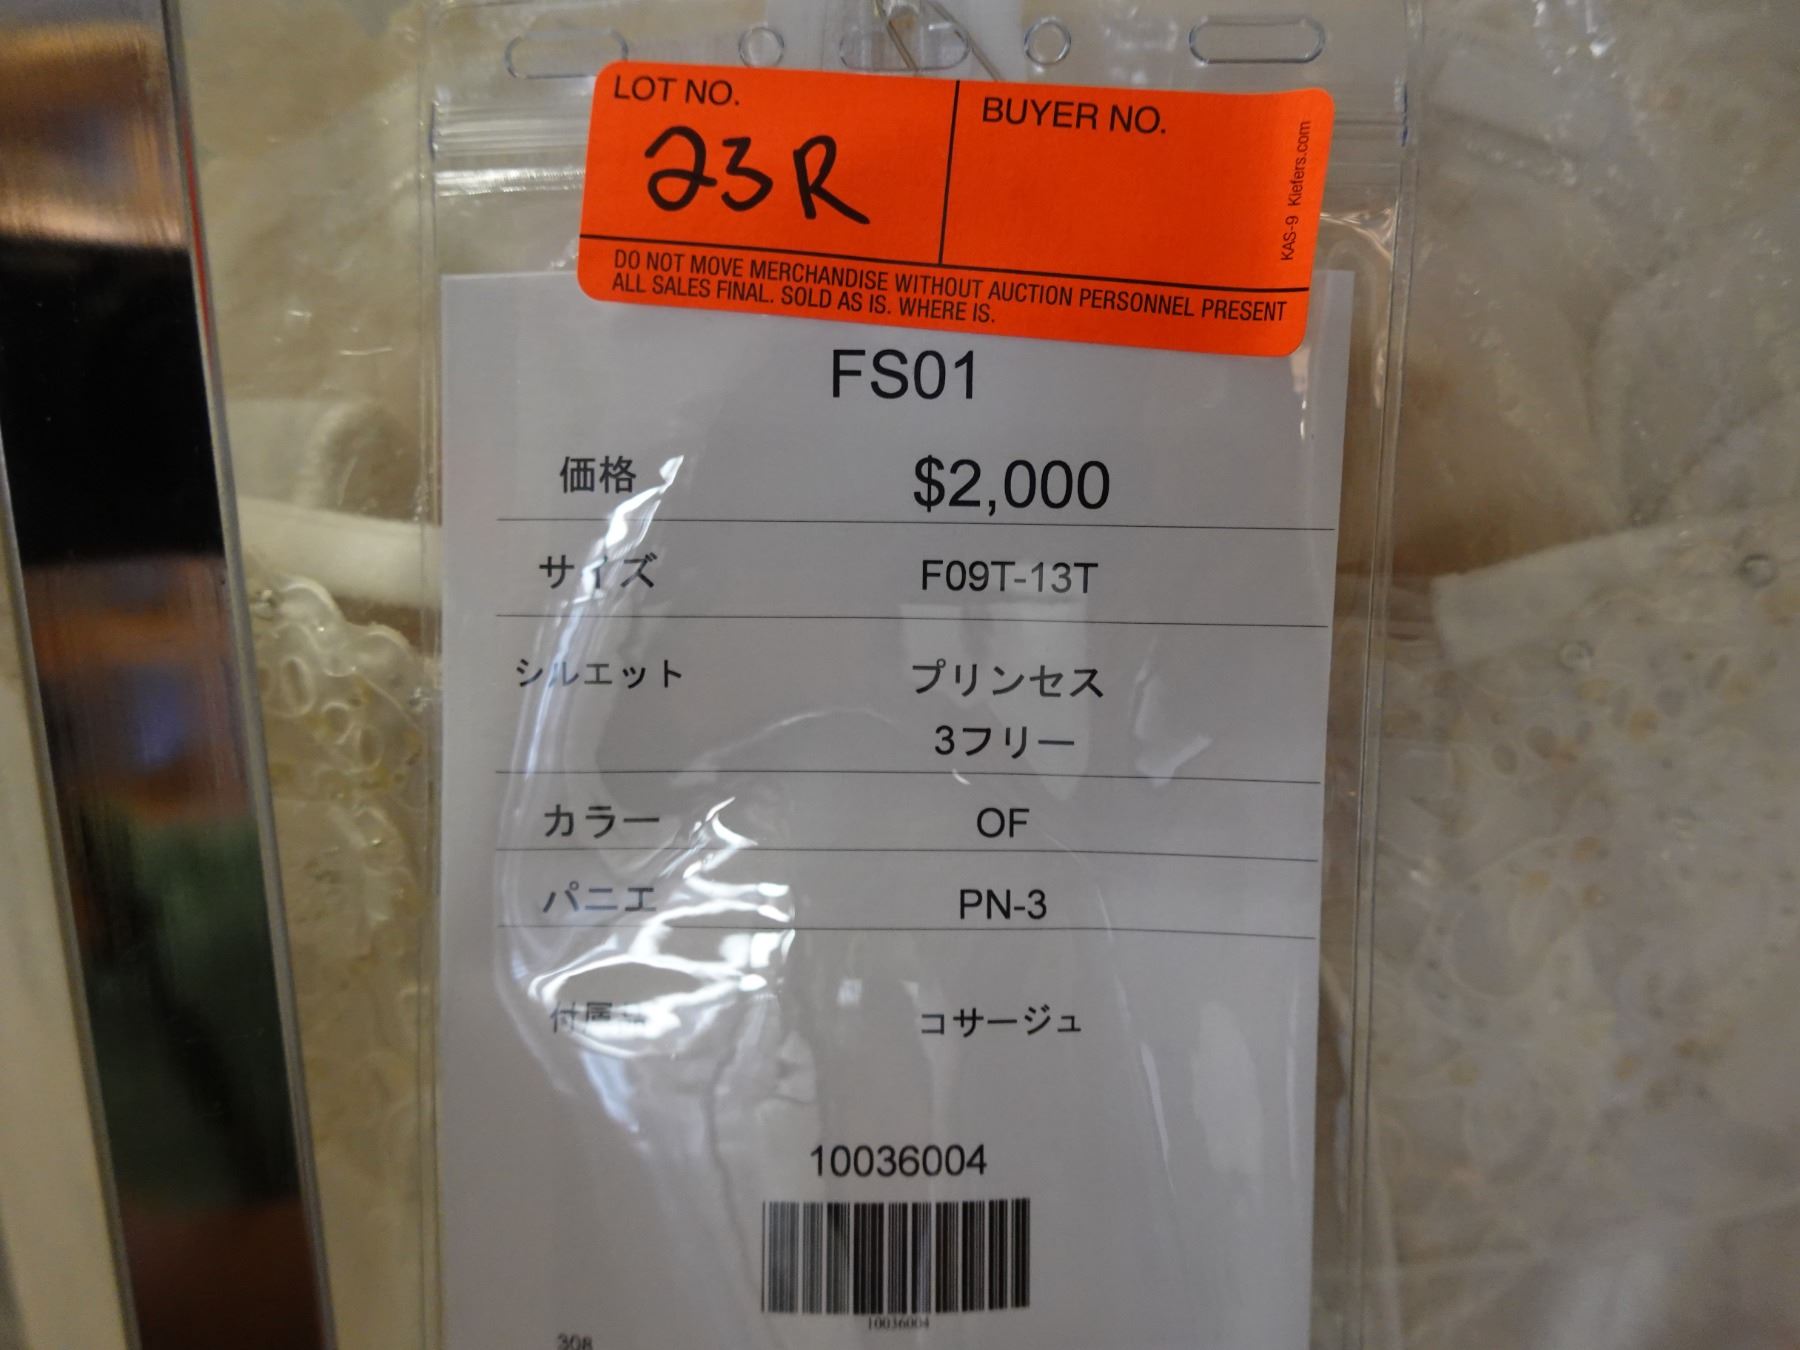 LOT NO.
23R
BUYER NO.
KAS-9 Kiefers.com
DO NOT MOVE MERCHANDISE WITHOUT AUCTION PERSONNEL PRESENT
ALL SALES FINAL. SOLD AS IS. WHERE IS.
FS01
価格 $2,000
サイズ F09T-13T
シルエット プリンセス
3フリー
カラー OF
パニエ PN-3
付属品 コサージュ
10036004
10036004
308